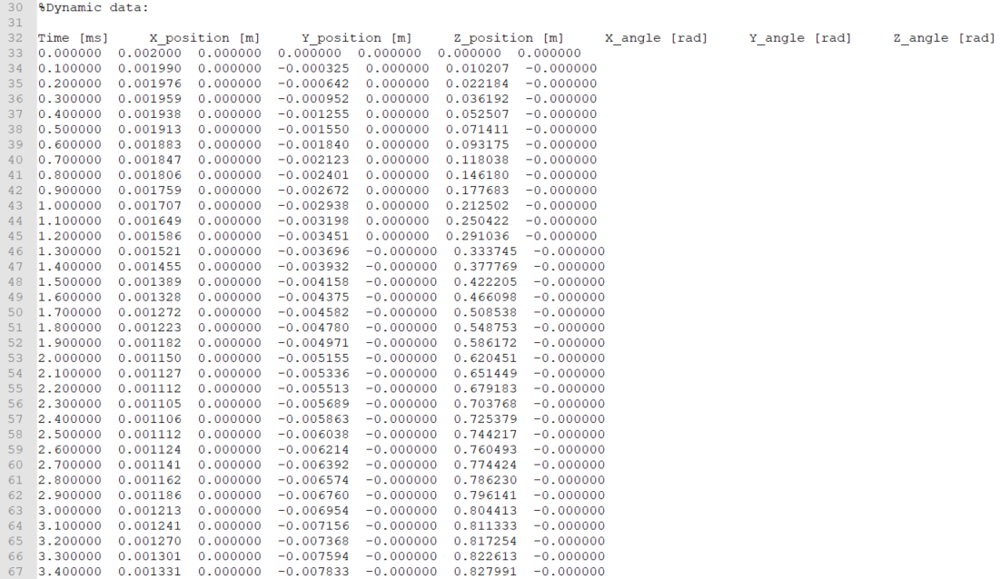 30 %Dynamic data:
31
32 Time [ms] X_position [m] Y_position [m] Z_position [m] X_angle [rad] Y_angle [rad] Z_angle [rad]
33 0.000000 0.002000 0.000000 0.000000 0.000000 0.000000 0.000000
34 0.100000 0.001990 0.000000 -0.000325 0.000000 0.010207 -0.000000
35 0.200000 0.001976 0.000000 -0.000642 0.000000 0.022184 -0.000000
36 0.300000 0.001959 0.000000 -0.000952 0.000000 0.036192 -0.000000
37 0.400000 0.001938 0.000000 -0.001255 0.000000 0.052507 -0.000000
38 0.500000 0.001913 0.000000 -0.001550 0.000000 0.071411 -0.000000
39 0.600000 0.001883 0.000000 -0.001840 0.000000 0.093175 -0.000000
40 0.700000 0.001847 0.000000 -0.002123 0.000000 0.118038 -0.000000
41 0.800000 0.001806 0.000000 -0.002401 0.000000 0.146180 -0.000000
42 0.900000 0.001759 0.000000 -0.002672 0.000000 0.177683 -0.000000
43 1.000000 0.001707 0.000000 -0.002938 0.000000 0.212502 -0.000000
44 1.100000 0.001649 0.000000 -0.003198 0.000000 0.250422 -0.000000
45 1.200000 0.001586 0.000000 -0.003451 0.000000 0.291036 -0.000000
46 1.300000 0.001521 0.000000 -0.003696 -0.000000 0.333745 -0.000000
47 1.400000 0.001455 0.000000 -0.003932 -0.000000 0.377769 -0.000000
48 1.500000 0.001389 0.000000 -0.004158 -0.000000 0.422205 -0.000000
49 1.600000 0.001328 0.000000 -0.004375 -0.000000 0.466098 -0.000000
50 1.700000 0.001272 0.000000 -0.004582 -0.000000 0.508538 -0.000000
51 1.800000 0.001223 0.000000 -0.004780 -0.000000 0.548753 -0.000000
52 1.900000 0.001182 0.000000 -0.004971 -0.000000 0.586172 -0.000000
53 2.000000 0.001150 0.000000 -0.005155 -0.000000 0.620451 -0.000000
54 2.100000 0.001127 0.000000 -0.005336 -0.000000 0.651449 -0.000000
55 2.200000 0.001112 0.000000 -0.005513 -0.000000 0.679183 -0.000000
56 2.300000 0.001105 0.000000 -0.005689 -0.000000 0.703768 -0.000000
57 2.400000 0.001106 0.000000 -0.005863 -0.000000 0.725379 -0.000000
58 2.500000 0.001112 0.000000 -0.006038 -0.000000 0.744217 -0.000000
59 2.600000 0.001124 0.000000 -0.006214 -0.000000 0.760493 -0.000000
60 2.700000 0.001141 0.000000 -0.006392 -0.000000 0.774424 -0.000000
61 2.800000 0.001162 0.000000 -0.006574 -0.000000 0.786230 -0.000000
62 2.900000 0.001186 0.000000 -0.006760 -0.000000 0.796141 -0.000000
63 3.000000 0.001213 0.000000 -0.006954 -0.000000 0.804413 -0.000000
64 3.100000 0.001241 0.000000 -0.007156 -0.000000 0.811333 -0.000000
65 3.200000 0.001270 0.000000 -0.007368 -0.000000 0.817254 -0.000000
66 3.300000 0.001301 0.000000 -0.007594 -0.000000 0.822613 -0.000000
67 3.400000 0.001331 0.000000 -0.007833 -0.000000 0.827991 -0.000000